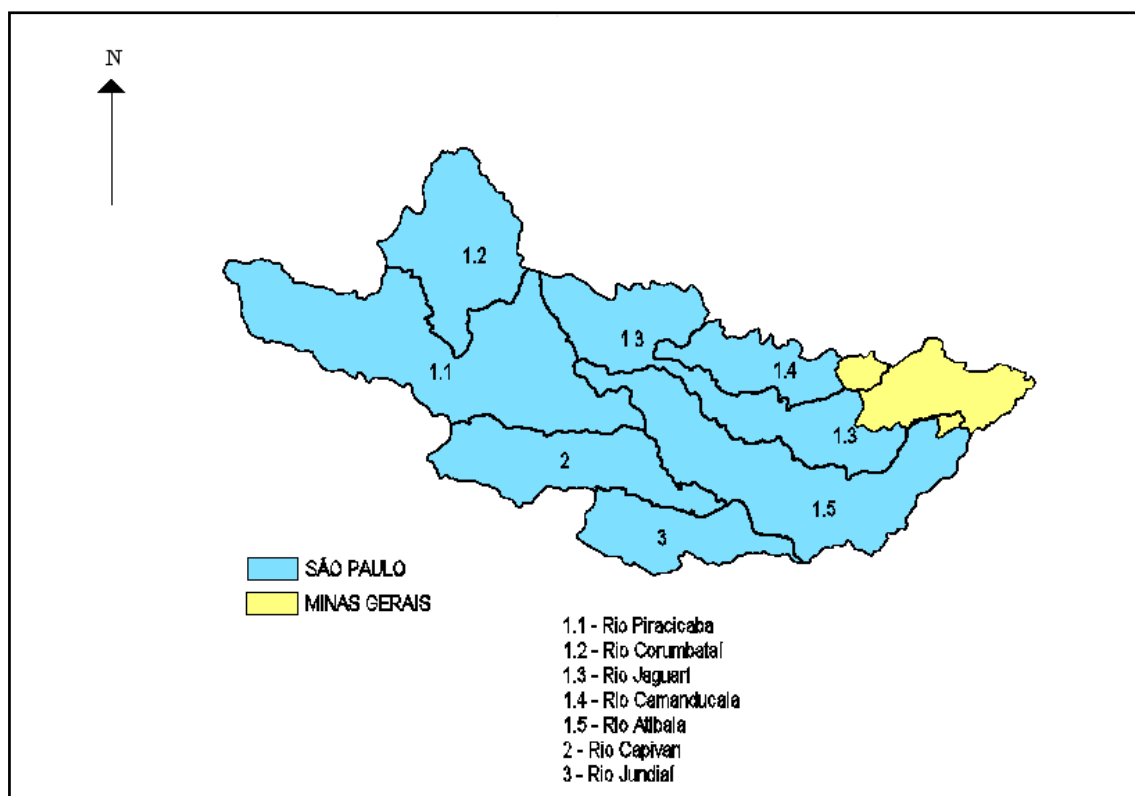 N
1.2
1.3
1.4
1.1
1.3
2
1.5
3
SÃO PAULO
MINAS GERAIS
1.1 - Rio Piracicaba
1.2 - Rio Corumbataí
1.3 - Rio Jaguari
1.4 - Rio Camanducaia
1.5 - Rio Atibaia
2 - Rio Capivari
3 - Rio Jundiaí